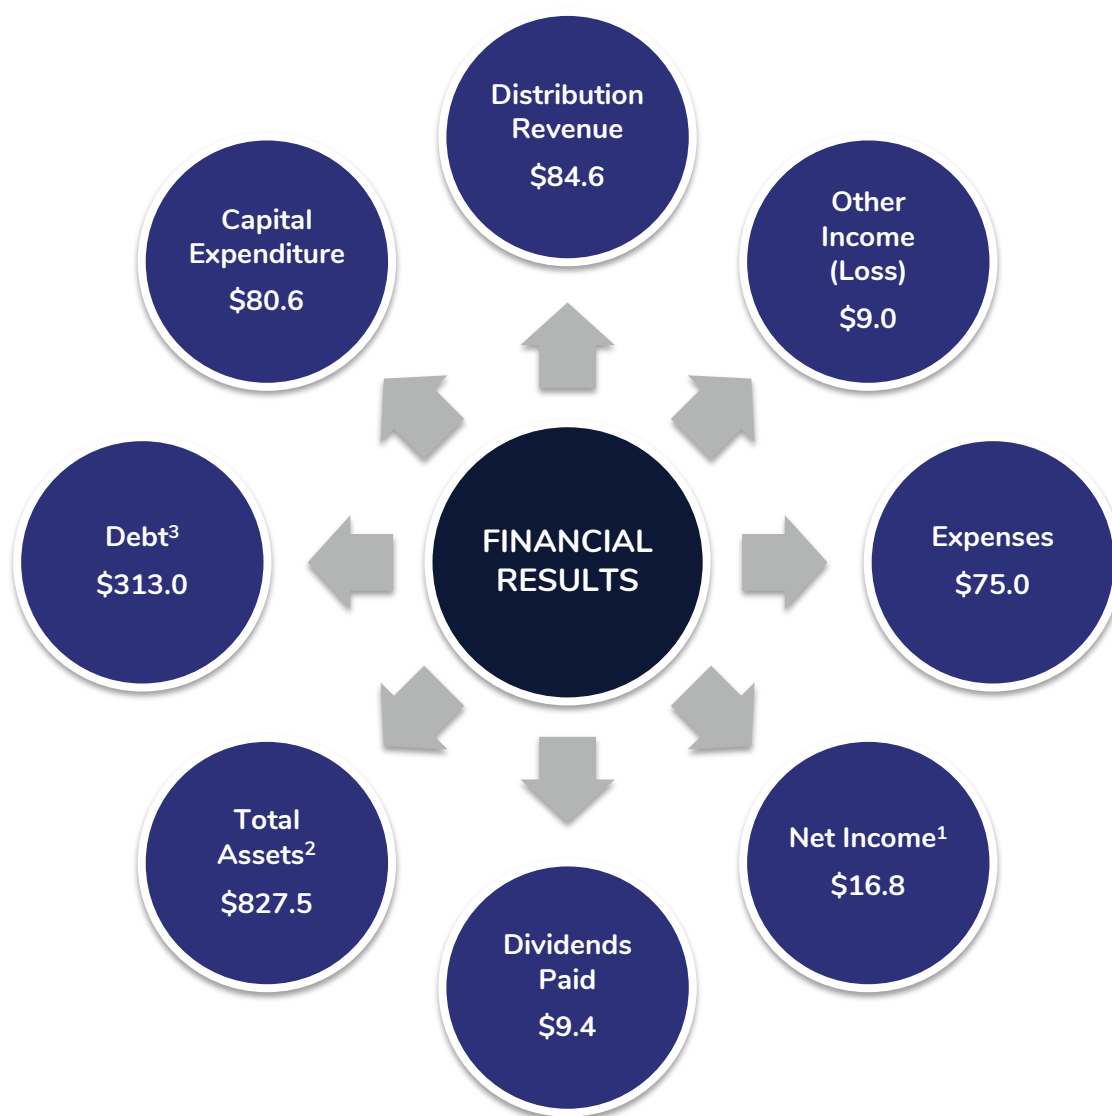 Distribution
Revenue
$84.6
Other
Income
(Loss)
$9.0
Capital
Expenditure
$80.6
FINANCIAL
RESULTS
Debt³
$313.0
Expenses
$75.0
Total
Assets²
$827.5
Net Income¹
$16.8
Dividends
Paid
$9.4